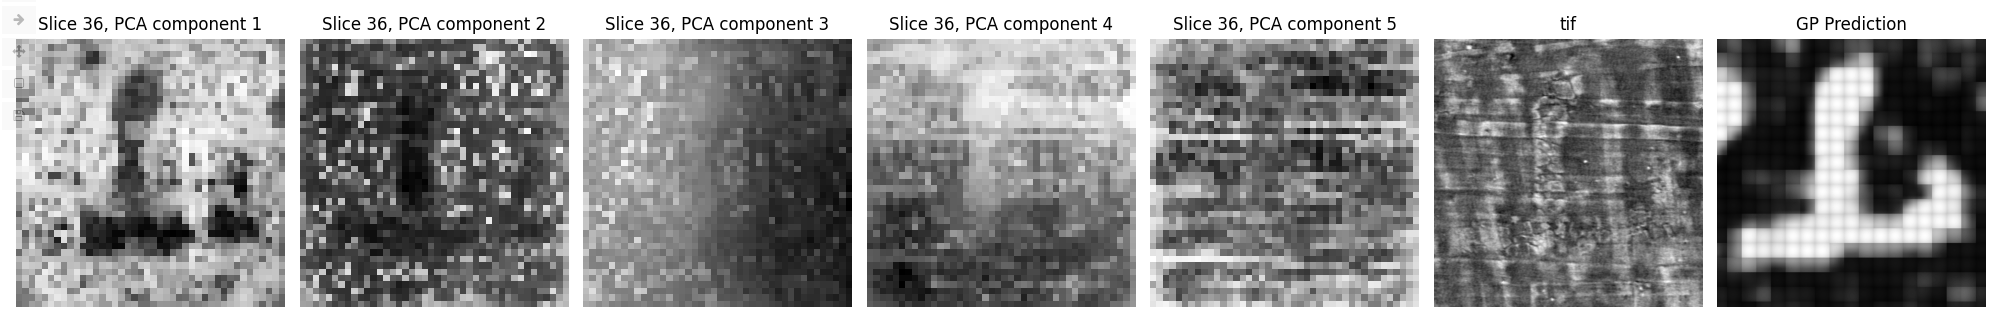 Slice 36, PCA component 1 Slice 36, PCA component 2 Slice 36, PCA component 3 Slice 36, PCA component 4 Slice 36, PCA component 5 tif GP Prediction